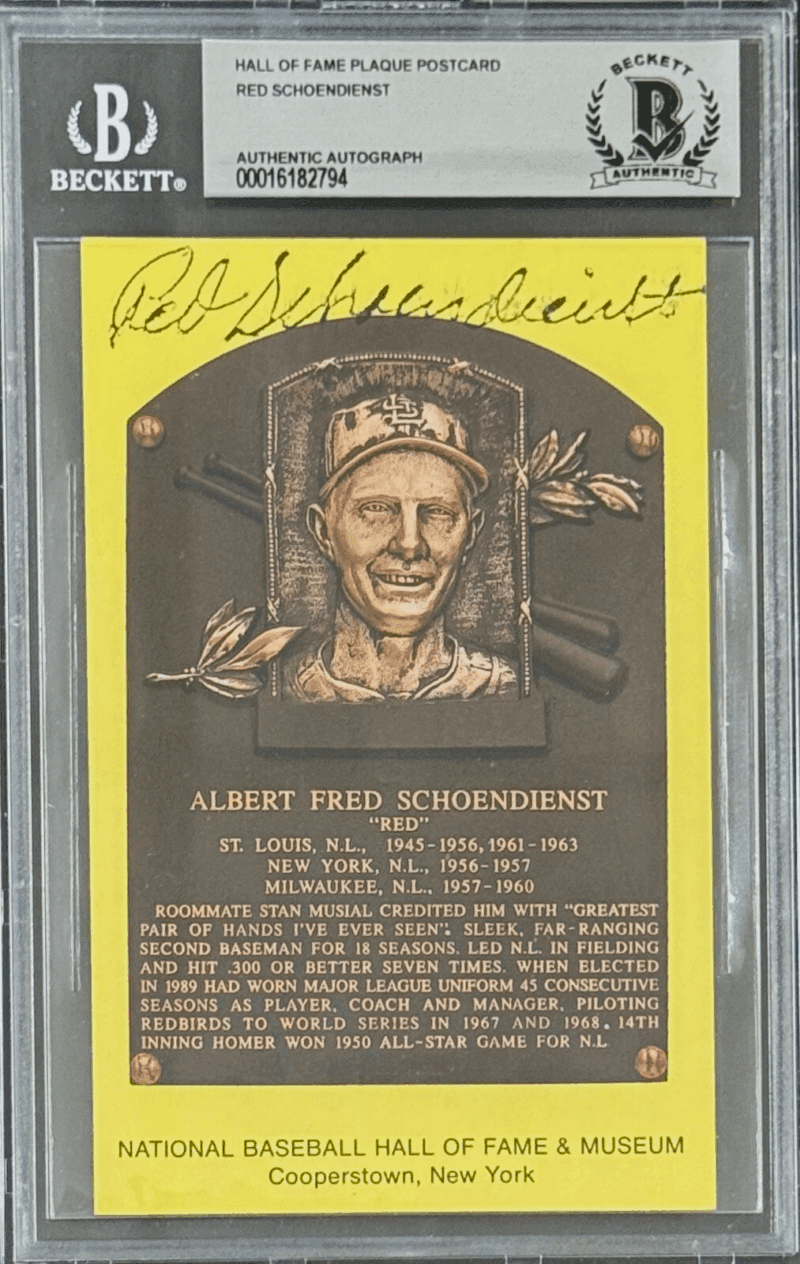 HALL OF FAME PLAQUE POSTCARD
RED SCHOENDIENST
AUTHENTIC AUTOGRAPH
00016182794
B
BECKETT®
BECKETT
B
AUTHENTIC
Red Schoendienst
STL
ALBERT FRED SCHOENDIENST
"RED"
ST. LOUIS, N.L., 1945-1956, 1961-1963
NEW YORK, N.L., 1956-1957
MILWAUKEE, N.L., 1957-1960
ROOMMATE STAN MUSIAL CREDITED HIM WITH "GREATEST
PAIR OF HANDS I'VE EVER SEEN". SLEEK, FAR-RANGING
SECOND BASEMAN FOR 18 SEASONS. LED N.L. IN FIELDING
AND HIT .300 OR BETTER SEVEN TIMES. WHEN ELECTED
IN 1989 HAD WORN MAJOR LEAGUE UNIFORM 45 CONSECUTIVE
SEASONS AS PLAYER, COACH AND MANAGER, PILOTING
REDBIRDS TO WORLD SERIES IN 1967 AND 1968. 14TH
INNING HOMER WON 1950 ALL-STAR GAME FOR N.L.
NATIONAL BASEBALL HALL OF FAME & MUSEUM
Cooperstown, New York